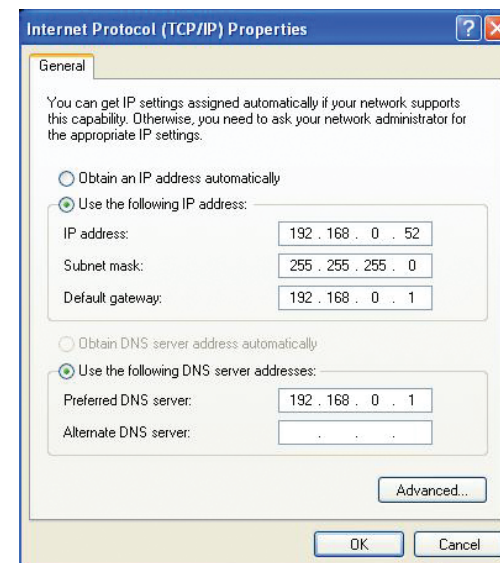 Internet Protocol (TCP/IP) Properties
General
You can get IP settings assigned automatically if your network supports
this capability. Otherwise, you need to ask your network administrator for
the appropriate IP settings.
Obtain an IP address automatically
Use the following IP address:
IP address: 192 . 168 . 0 . 52
Subnet mask: 255 . 255 . 255 . 0
Default gateway: 192 . 168 . 0 . 1
Obtain DNS server address automatically
Use the following DNS server addresses:
Preferred DNS server: 192 . 168 . 0 . 1
Alternate DNS server: . . .
Advanced...
OK Cancel